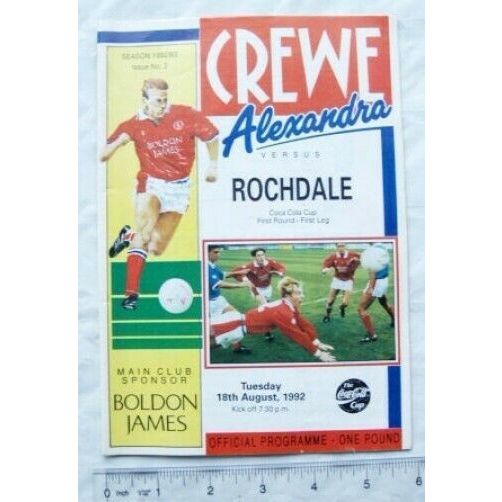 SEASON 1992/93
Issue No. 2
CREWE
Alexandra
VERSUS
ROCHDALE
Coca Cola Cup
First Round - First Leg
BOLDON
JAMES
MAIN CLUB
SPONSOR
BOLDON
JAMES
Tuesday
18th August, 1992
Kick off 7.30 p.m.
The
Coca-Cola
Cup
OFFICIAL PROGRAMME - ONE POUND
0 inch 1 2 3 4 5 6